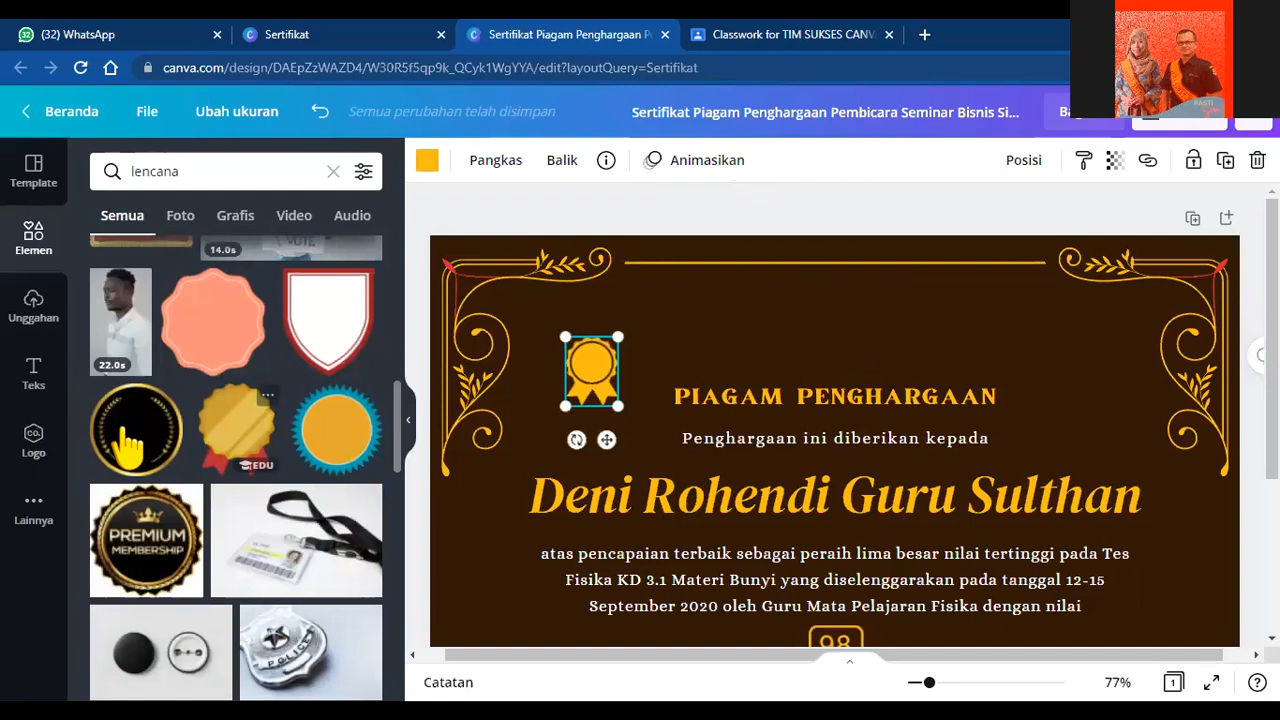 (32) WhatsApp
Sertifikat
Sertifikat Piagam Penghargaan P
Classwork for TIM SUKSES CANV
canva.com/design/DAEpZzWAZD4/W30R5f5qp9k_QCyk1WgYYA/edit?layoutQuery=Sertifikat
PASTI
Beranda
File
Ubah ukuran
Semua perubahan telah disimpan
Sertifikat Piagam Penghargaan Pembicara Seminar Bisnis Si...
Template
Elemen
Unggahan
Teks
Logo
Lainnya
lencana
Semua
Foto
Grafis
Video
Audio
14.0s
VOTE
22.0s
EDU
PREMIUM
MEMBERSHIP
POLICE
Pangkas
Balik
Animasikan
Posisi
PIAGAM PENGHARGAAN
Penghargaan ini diberikan kepada
Deni Rohendi Guru Sulthan
atas pencapaian terbaik sebagai peraih lima besar nilai tertinggi pada Tes
Fisika KD 3.1 Materi Bunyi yang diselenggarakan pada tanggal 12-15
September 2020 oleh Guru Mata Pelajaran Fisika dengan nilai
98
Catatan
77%
1